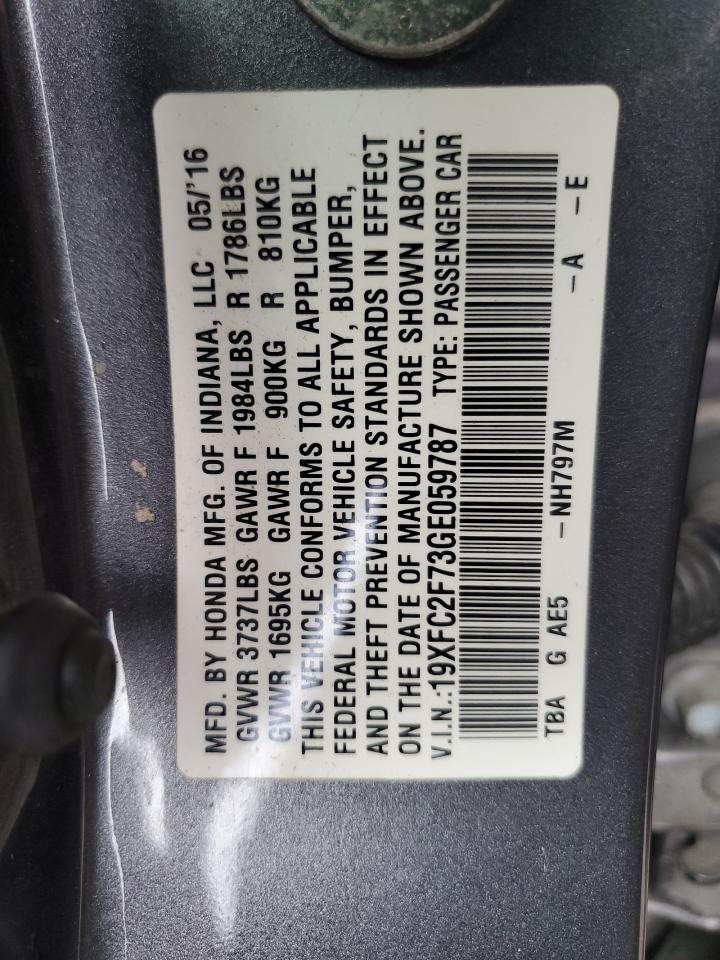 MFD. BY HONDA MFG. OF INDIANA, LLC 05/'16
GVWR 3737LBS GAWR F 1984LBS R 1786LBS
GVWR 1695KG GAWR F 900KG R 810KG
THIS VEHICLE CONFORMS TO ALL APPLICABLE
FEDERAL MOTOR VEHICLE SAFETY, BUMPER,
AND THEFT PREVENTION STANDARDS IN EFFECT
ON THE DATE OF MANUFACTURE SHOWN ABOVE.
V.I.N.:19XFC2F73GE059787 TYPE: PASSENGER CAR
TBA G AE5 -NH797M -A -E